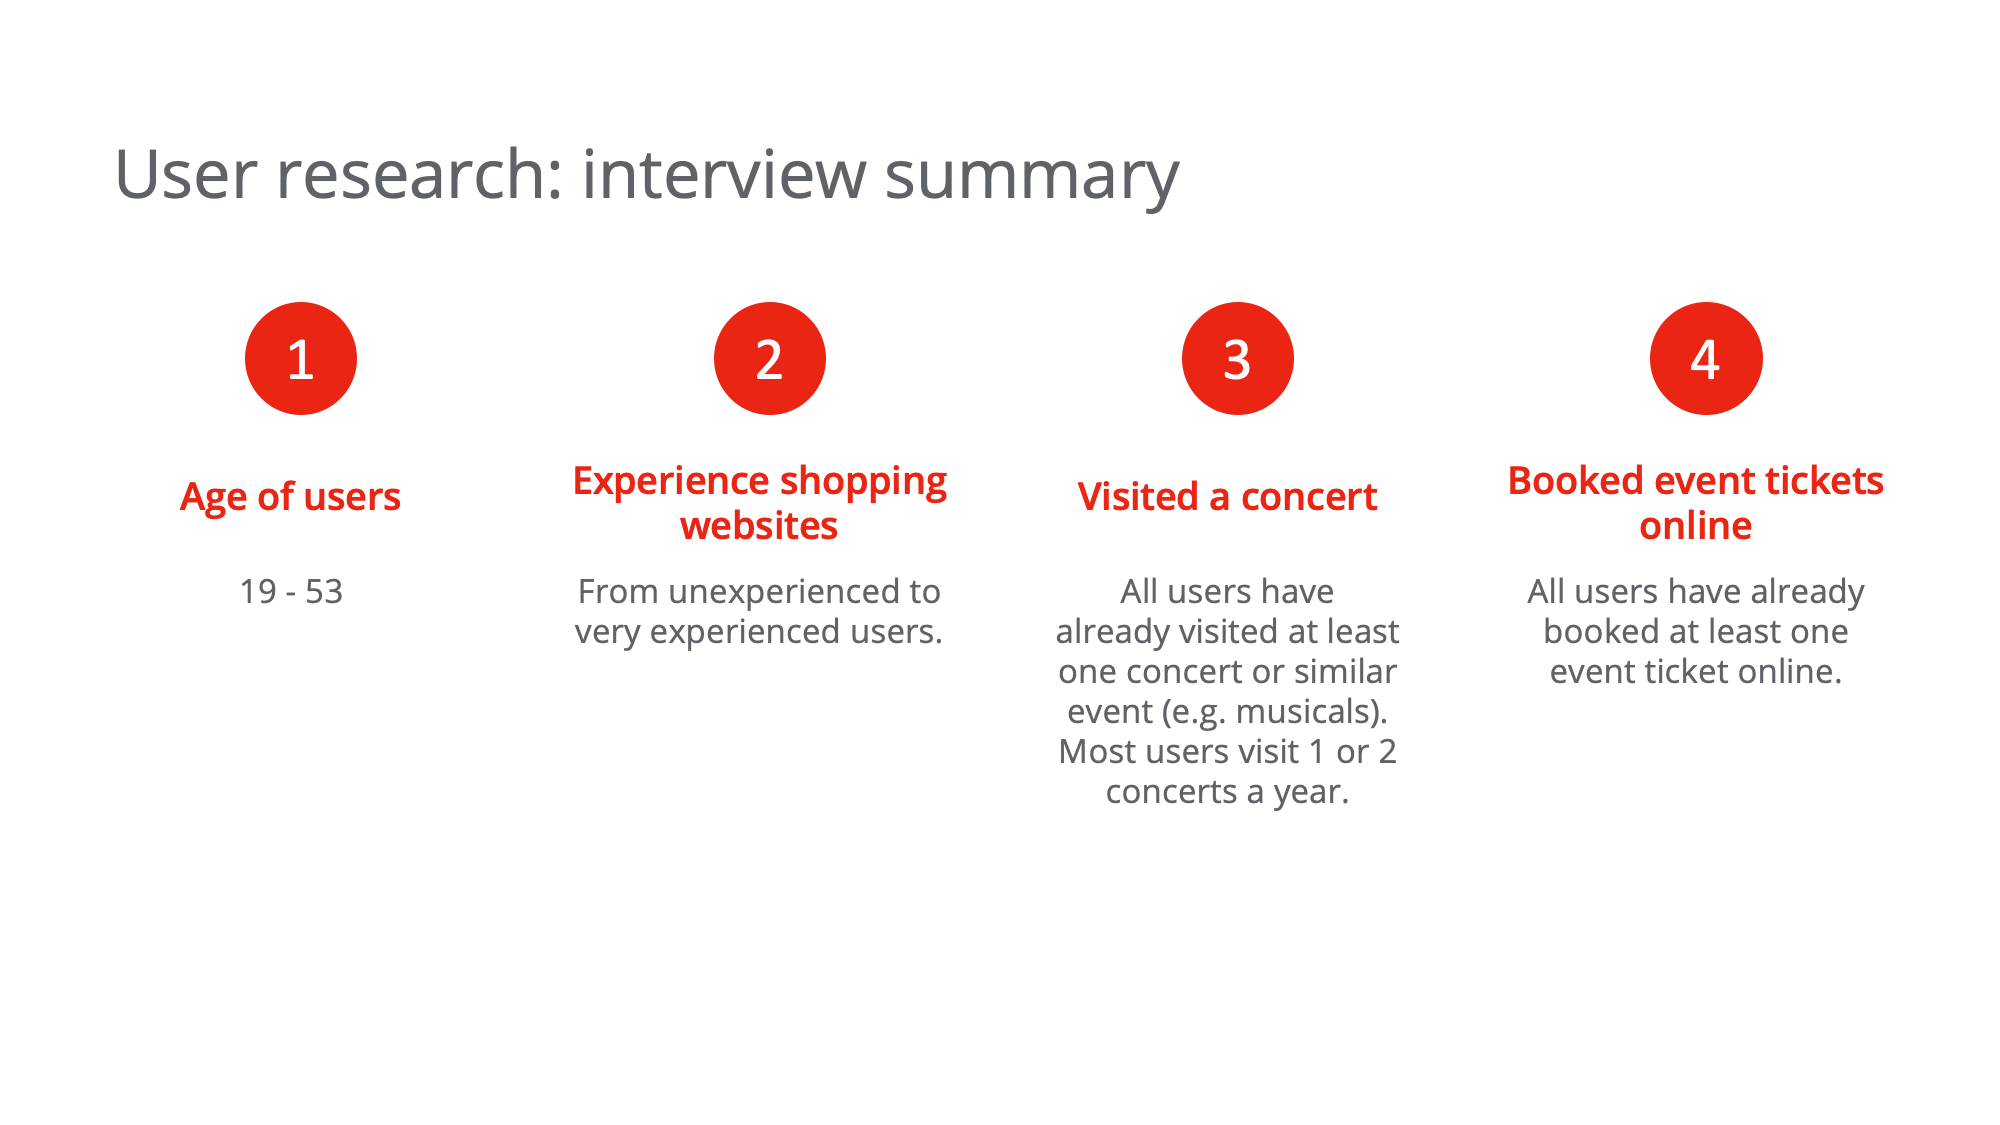 User research: interview summary
1
Age of users
19 - 53
2
Experience shopping
websites
From unexperienced to
very experienced users.
3
Visited a concert
All users have
already visited at least
one concert or similar
event (e.g. musicals).
Most users visit 1 or 2
concerts a year.
4
Booked event tickets
online
All users have already
booked at least one
event ticket online.